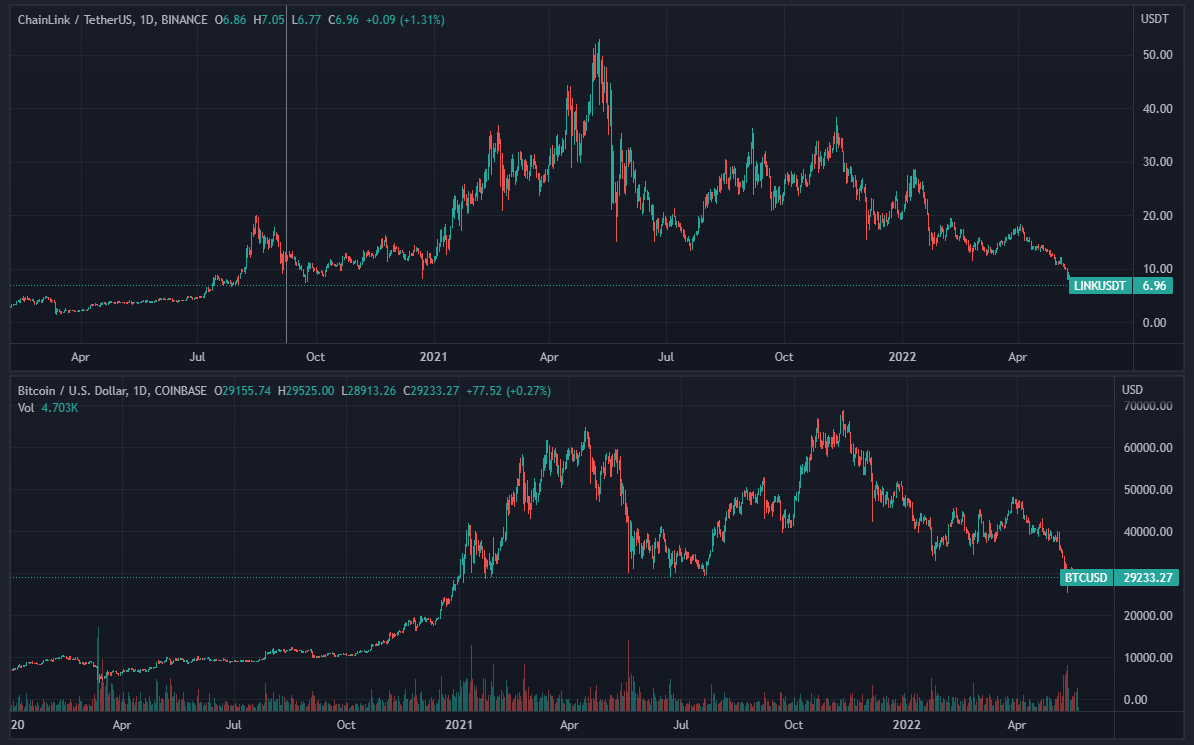 ChainLink / TetherUS, 1D, BINANCE O6.86 H7.05 L6.77 C6.96 +0.09 (+1.31%)
USDT
50.00
40.00
30.00
20.00
10.00
LINKUSDT 6.96
0.00
Apr Jul Oct 2021 Apr Jul Oct 2022 Apr
Bitcoin / U.S. Dollar, 1D, COINBASE O29155.74 H29525.00 L28913.26 C29233.27 +77.52 (+0.27%)
USD
Vol 4.703K
70000.00
60000.00
50000.00
40000.00
BTCUSD 29233.27
20000.00
10000.00
0.00
20 Apr Jul Oct 2021 Apr Jul Oct 2022 Apr